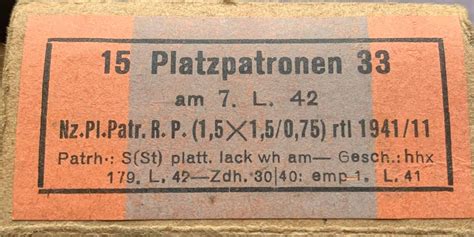 15 Platzpatronen 33
am 7. L. 42
Nz.Pl.Patr. R. P. (1,5×1,5/0,75) rtl 1941/11
Patrh·: S(St) platt. lack wh am— Gesch.: hhx
179. L. 42—Zdh. 30|40: emp 1. L. 41